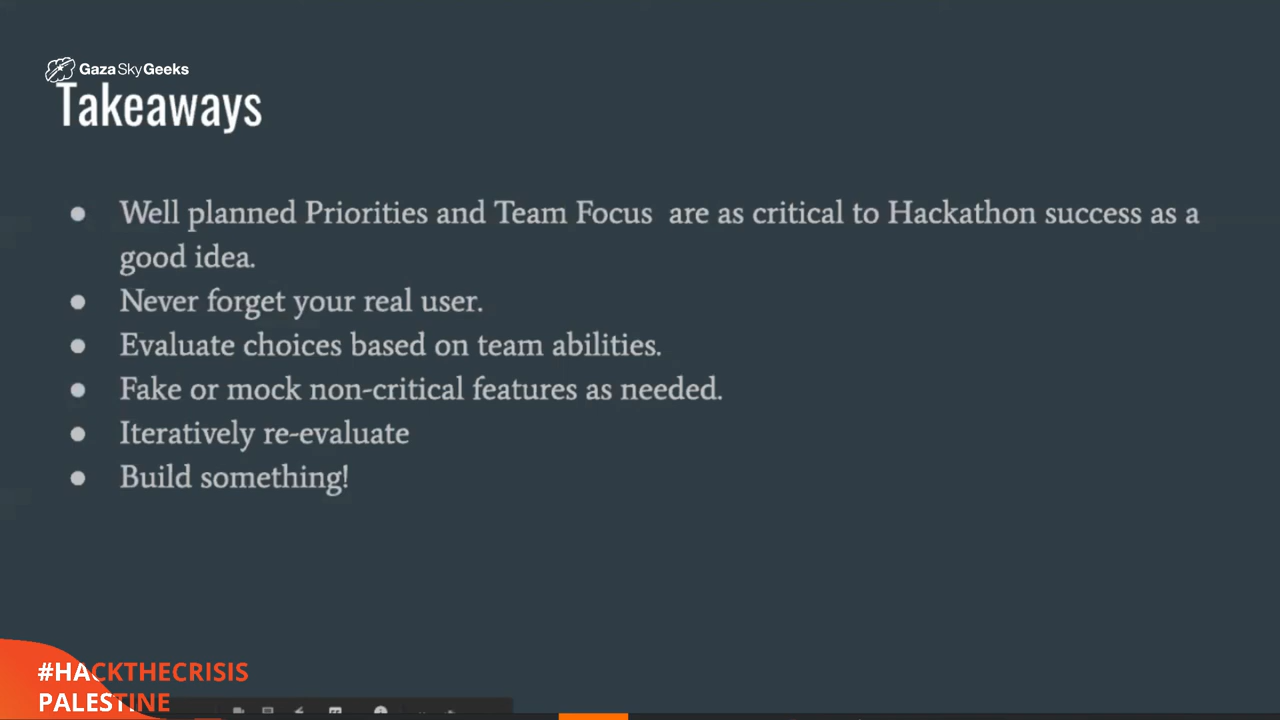 Gaza Sky Geeks
Takeaways
● Well planned Priorities and Team Focus  are as critical to Hackathon success as a
good idea.
● Never forget your real user.
● Evaluate choices based on team abilities.
● Fake or mock non-critical features as needed.
● Iteratively re-evaluate
● Build something!
#HACKTHECRISIS
PALESTINE